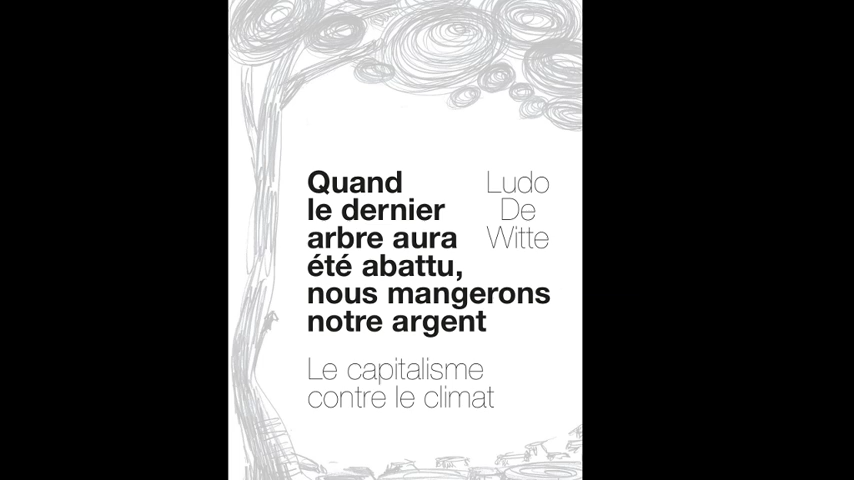 Quand
le dernier
arbre aura
été abattu,
nous mangerons
notre argent
Ludo
De
Witte
Le capitalisme
contre le climat